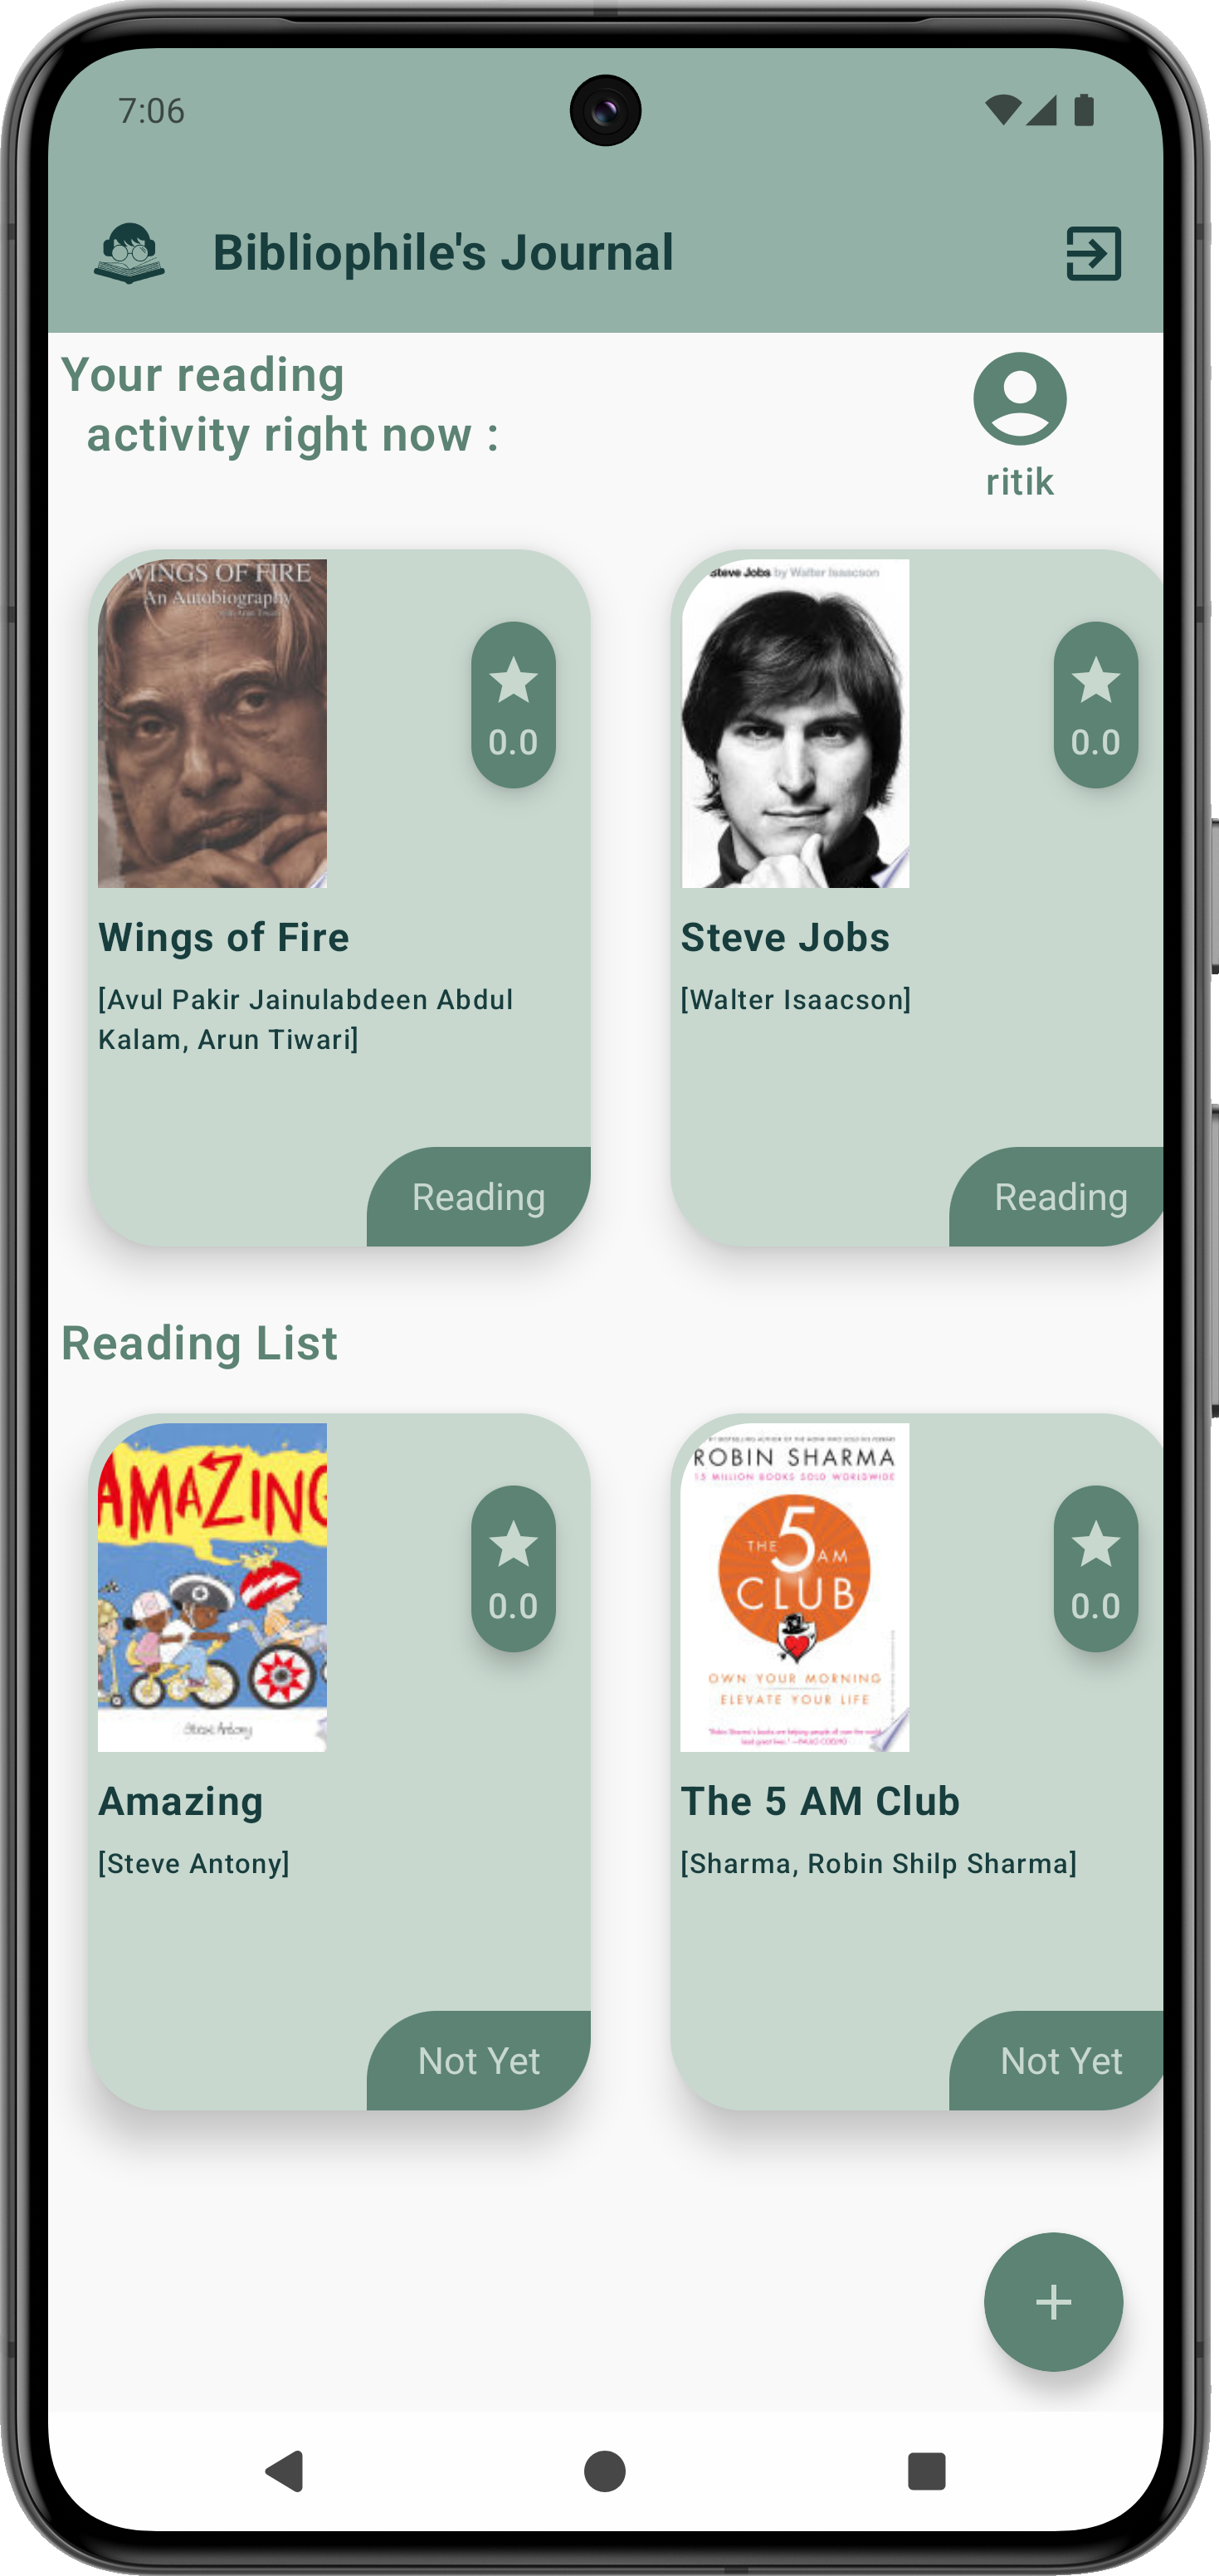 7:06
Bibliophile's Journal
Your reading
activity right now :
ritik
WINGS OF FIRE
An Autobiography
0.0
Wings of Fire
[Avul Pakir Jainulabdeen Abdul
Kalam, Arun Tiwari]
Reading
Steve Jobs by Walter Isaacson
0.0
Steve Jobs
[Walter Isaacson]
Reading
Reading List
AMAZING
Steve Antony
0.0
Amazing
[Steve Antony]
Not Yet
ROBIN SHARMA
15 MILLION BOOKS SOLD WORLDWIDE
THE 5 AM
CLUB
OWN YOUR MORNING
ELEVATE YOUR LIFE
0.0
The 5 AM Club
[Sharma, Robin Shilp Sharma]
Not Yet